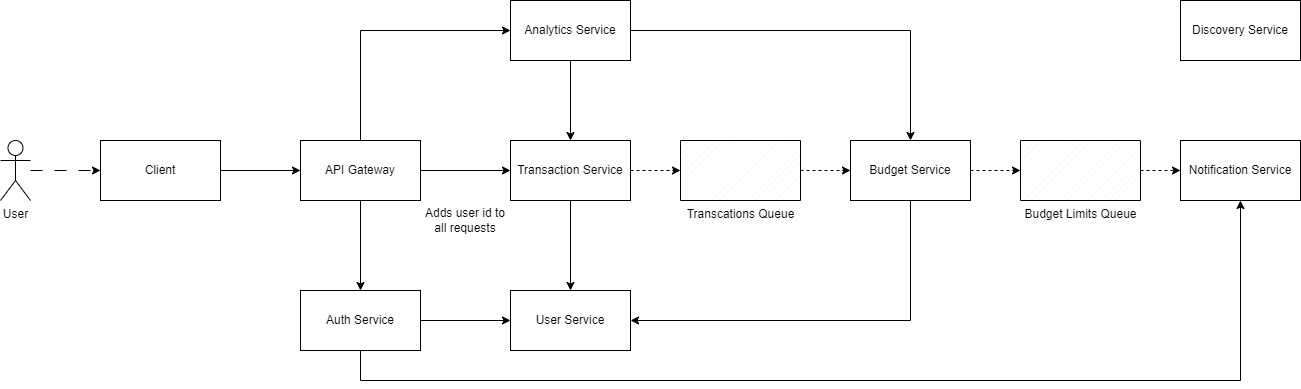 Analytics Service
Discovery Service
Client
API Gateway
Transaction Service
Budget Service
Notification Service
User
Adds user id to
all requests
Transcations Queue
Budget Limits Queue
Auth Service
User Service